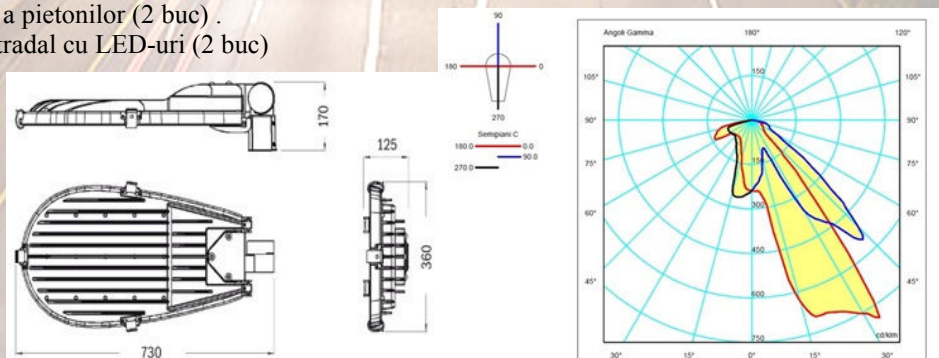 a pietonilor (2 buc) .
tradal cu LED-uri (2 buc)
170
125
360
730
90
180 0
270
Semipiani C
180.0 0.0
90.0
270.0
Angoli Gamma 180° 120°
105° 150 105°
90° 90°
75° 150 75°
60° 300 60°
45° 450 45°
600
750 cd/klm
30° 15° 0° 15° 30°